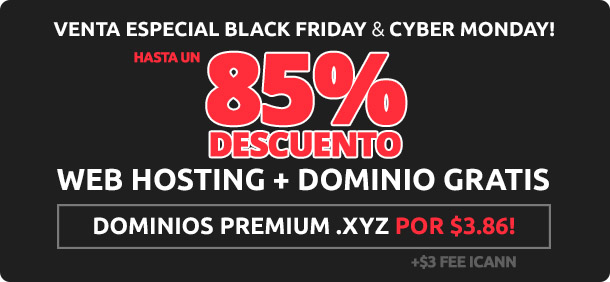 VENTA ESPECIAL BLACK FRIDAY & CYBER MONDAY!
HASTA UN
85%
DESCUENTO
WEB HOSTING + DOMINIO GRATIS
DOMINIOS PREMIUM .XYZ POR $3.86!
+$3 FEE ICANN